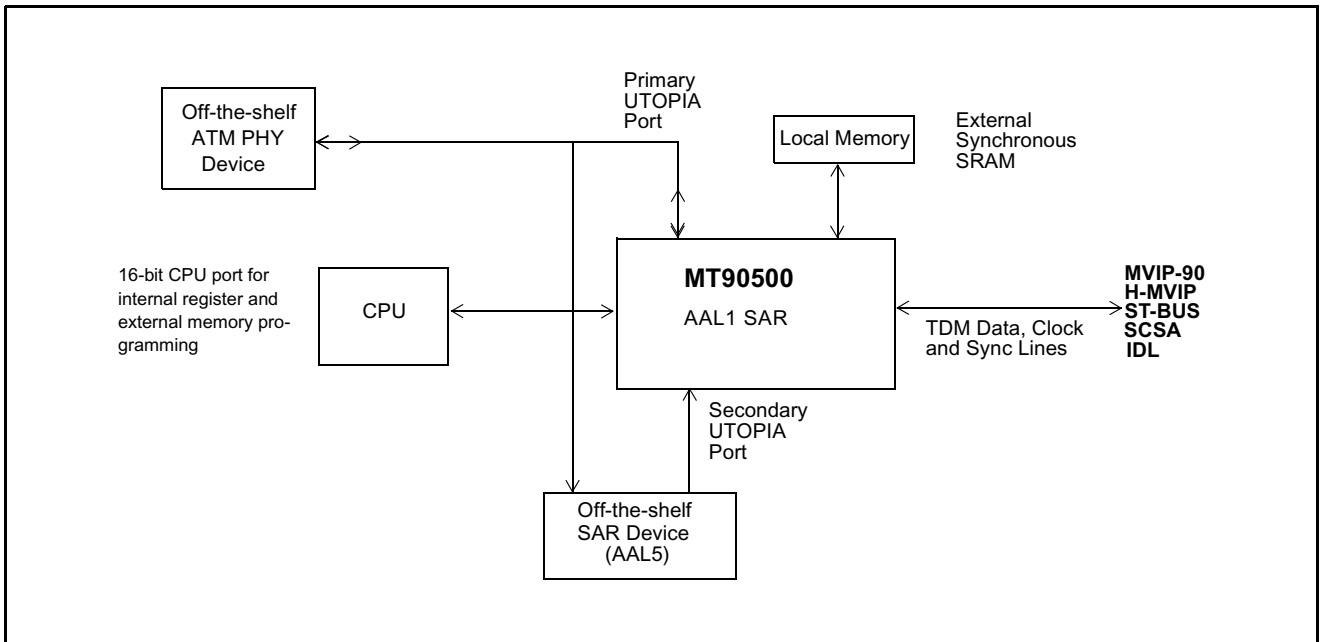 Off-the-shelf
ATM PHY
Device
Primary
UTOPIA
Port
Local Memory
External
Synchronous
SRAM
16-bit CPU port for
internal register and
external memory pro-
gramming
CPU
MT90500
AAL1 SAR
TDM Data, Clock
and Sync Lines
MVIP-90
H-MVIP
ST-BUS
SCSA
IDL
Secondary
UTOPIA
Port
Off-the-shelf
SAR Device
(AAL5)